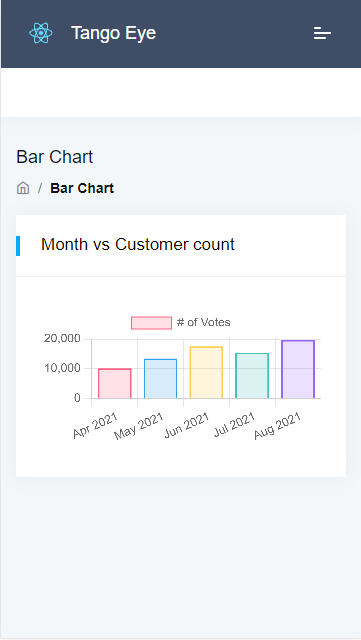 Tango Eye
Bar Chart
/ Bar Chart
Month vs Customer count
# of Votes
20,000
10,000
0
Apr 2021
May 2021
Jun 2021
Jul 2021
Aug 2021